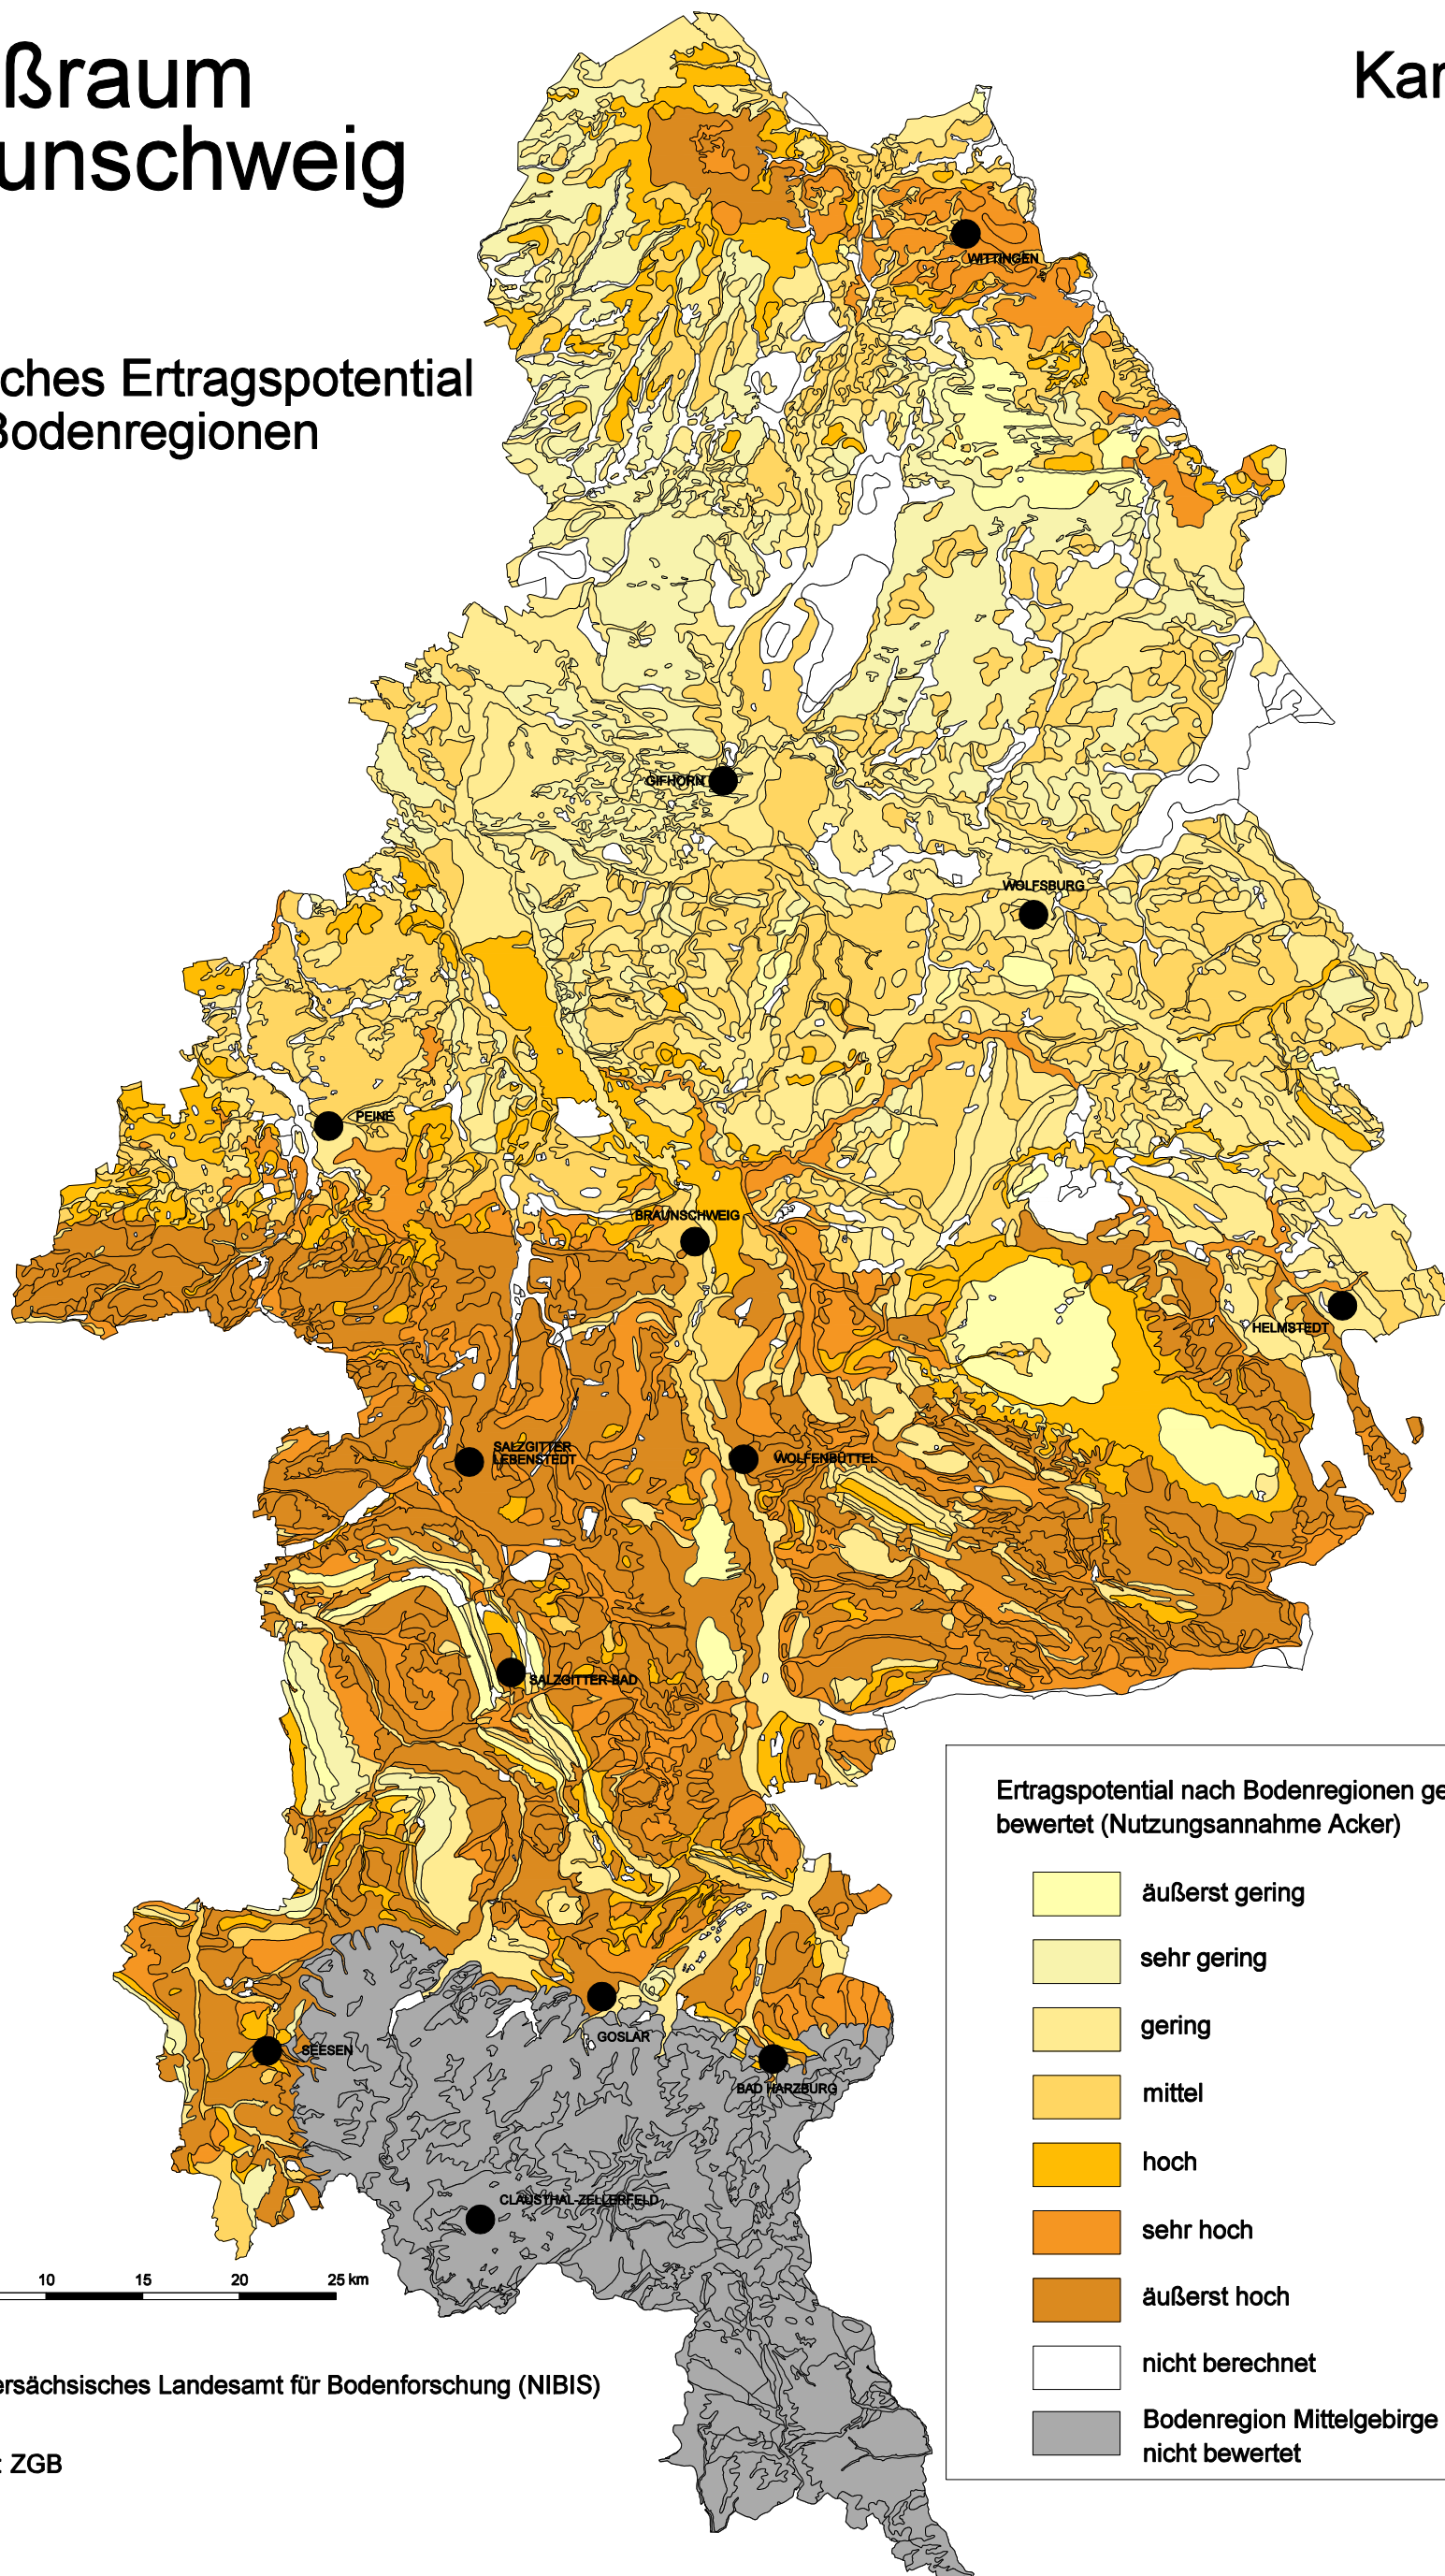 ßraum
unschweig
Kar
ches Ertragspotential
Bodenregionen
WITTINGEN
GIFHORN
WOLFSBURG
PEINE
BRAUNSCHWEIG
HELMSTEDT
SALZGITTER
LEBENSTEDT
WOLFENBÜTTEL
SALZGITTER-BAD
GOSLAR
SEESEN
BAD HARZBURG
CLAUSTHAL-ZELLERFELD
Ertragspotential nach Bodenregionen ge
bewertet (Nutzungsannahme Acker)
äußerst gering
sehr gering
gering
mittel
hoch
sehr hoch
äußerst hoch
nicht berechnet
Bodenregion Mittelgebirge
nicht bewertet
10 15 20 25 km
ersächsisches Landesamt für Bodenforschung (NIBIS)
: ZGB